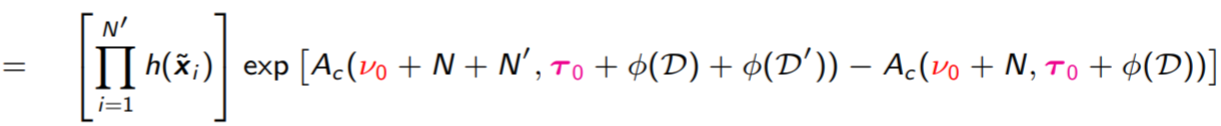 = [∏_{i=1}^{N′} h(x̃_i)] exp [A_c(ν_0 + N + N′, τ_0 + ϕ(𝒟) + ϕ(𝒟′)) − A_c(ν_0 + N, τ_0 + ϕ(𝒟))]